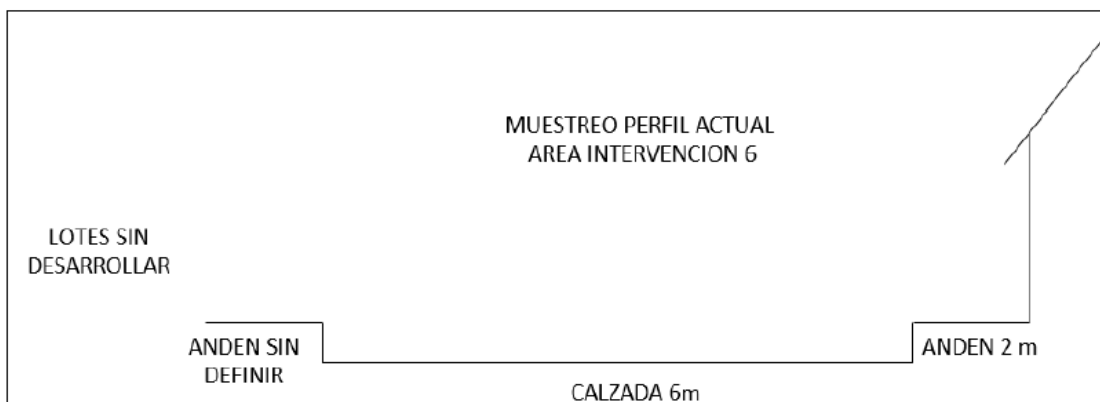 MUESTREO PERFIL ACTUAL
AREA INTERVENCION 6
LOTES SIN
DESARROLLAR
ANDEN SIN
DEFINIR
ANDEN 2 m
CALZADA 6m